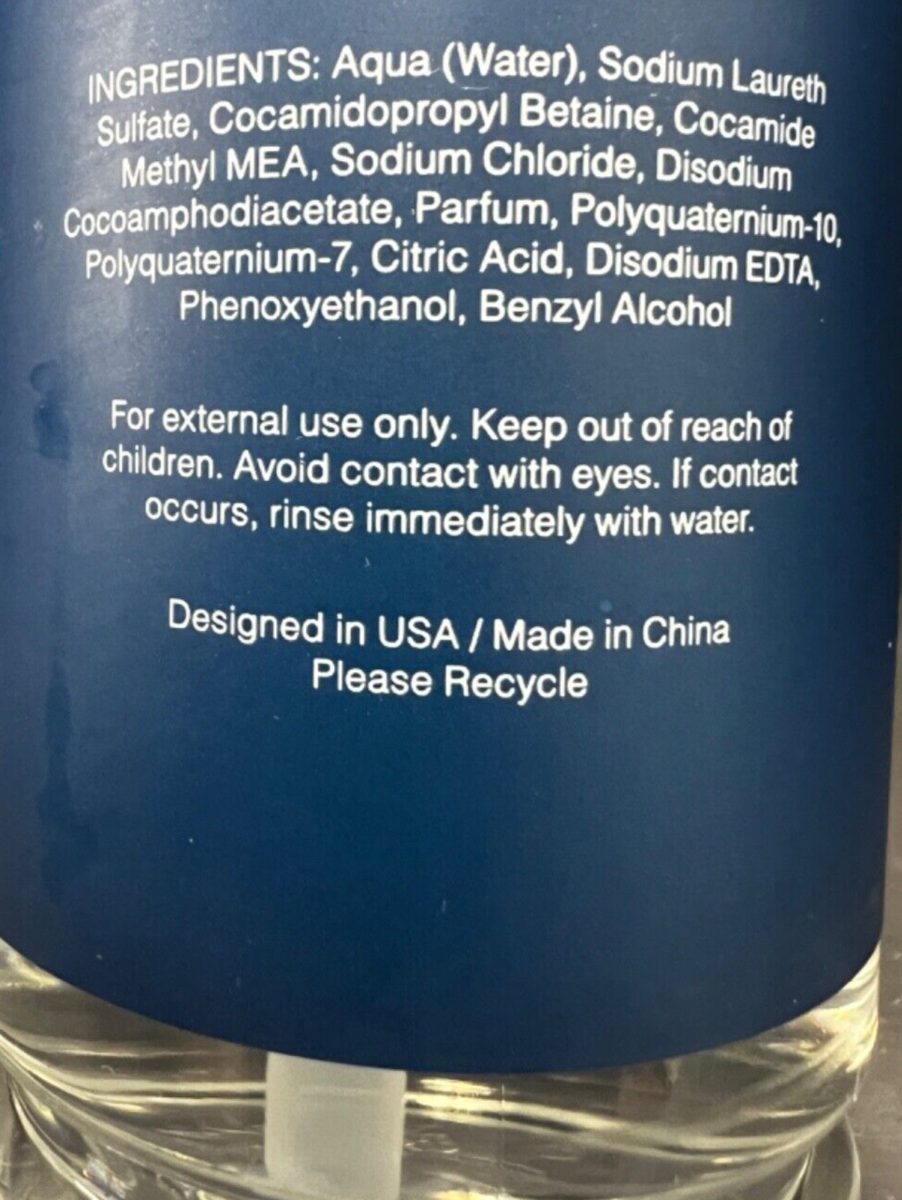 INGREDIENTS: Aqua (Water), Sodium Laureth
Sulfate, Cocamidopropyl Betaine, Cocamide
Methyl MEA, Sodium Chloride, Disodium
Cocoamphodiacetate, Parfum, Polyquaternium-10,
Polyquaternium-7, Citric Acid, Disodium EDTA,
Phenoxyethanol, Benzyl Alcohol
For external use only. Keep out of reach of
children. Avoid contact with eyes. If contact
occurs, rinse immediately with water.
Designed in USA / Made in China
Please Recycle